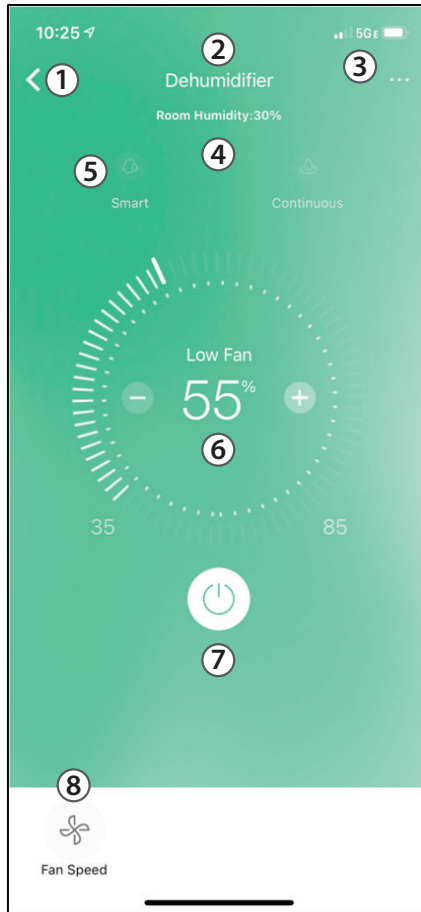 10:25 5GE
2
1 3
Dehumidifier ...
Room Humidity:30%
4
5
Smart Continuous
Low Fan
− 55% +
6
35 85
7
8
Fan Speed